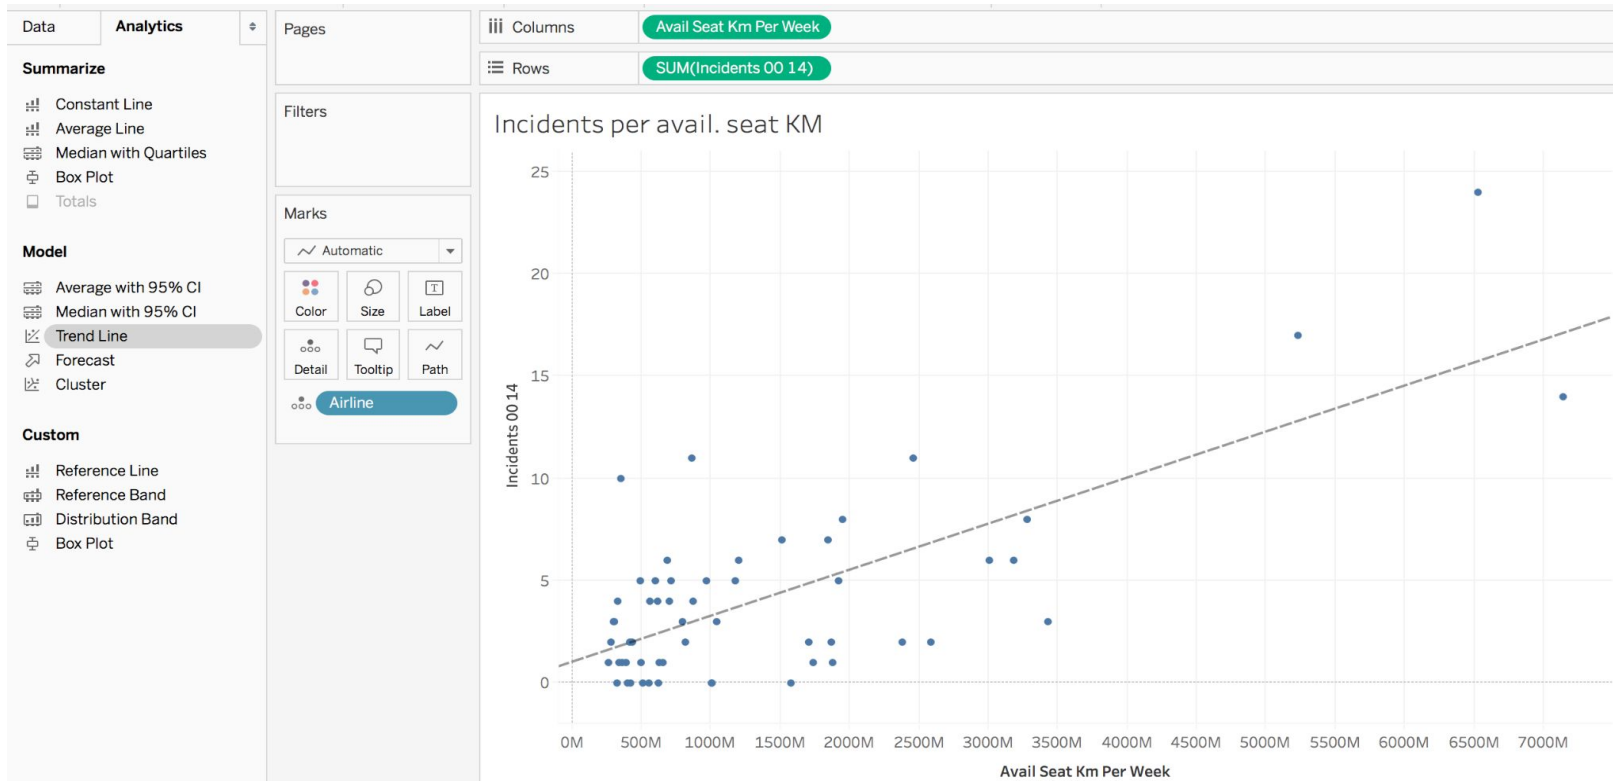 Data
Analytics
Summarize
Constant Line
Average Line
Median with Quartiles
Box Plot
Totals
Model
Average with 95% CI
Median with 95% CI
Trend Line
Forecast
Cluster
Custom
Reference Line
Reference Band
Distribution Band
Box Plot
Pages
Filters
Marks
Automatic
Color
Size
T
Label
Detail
Tooltip
Path
Airline
Columns
Avail Seat Km Per Week
Rows
SUM(Incidents 00 14)
Incidents per avail. seat KM
25
20
15
10
5
0
Incidents 00 14
0M
500M
1000M
1500M
2000M
2500M
3000M
3500M
4000M
4500M
5000M
5500M
6000M
6500M
7000M
Avail Seat Km Per Week